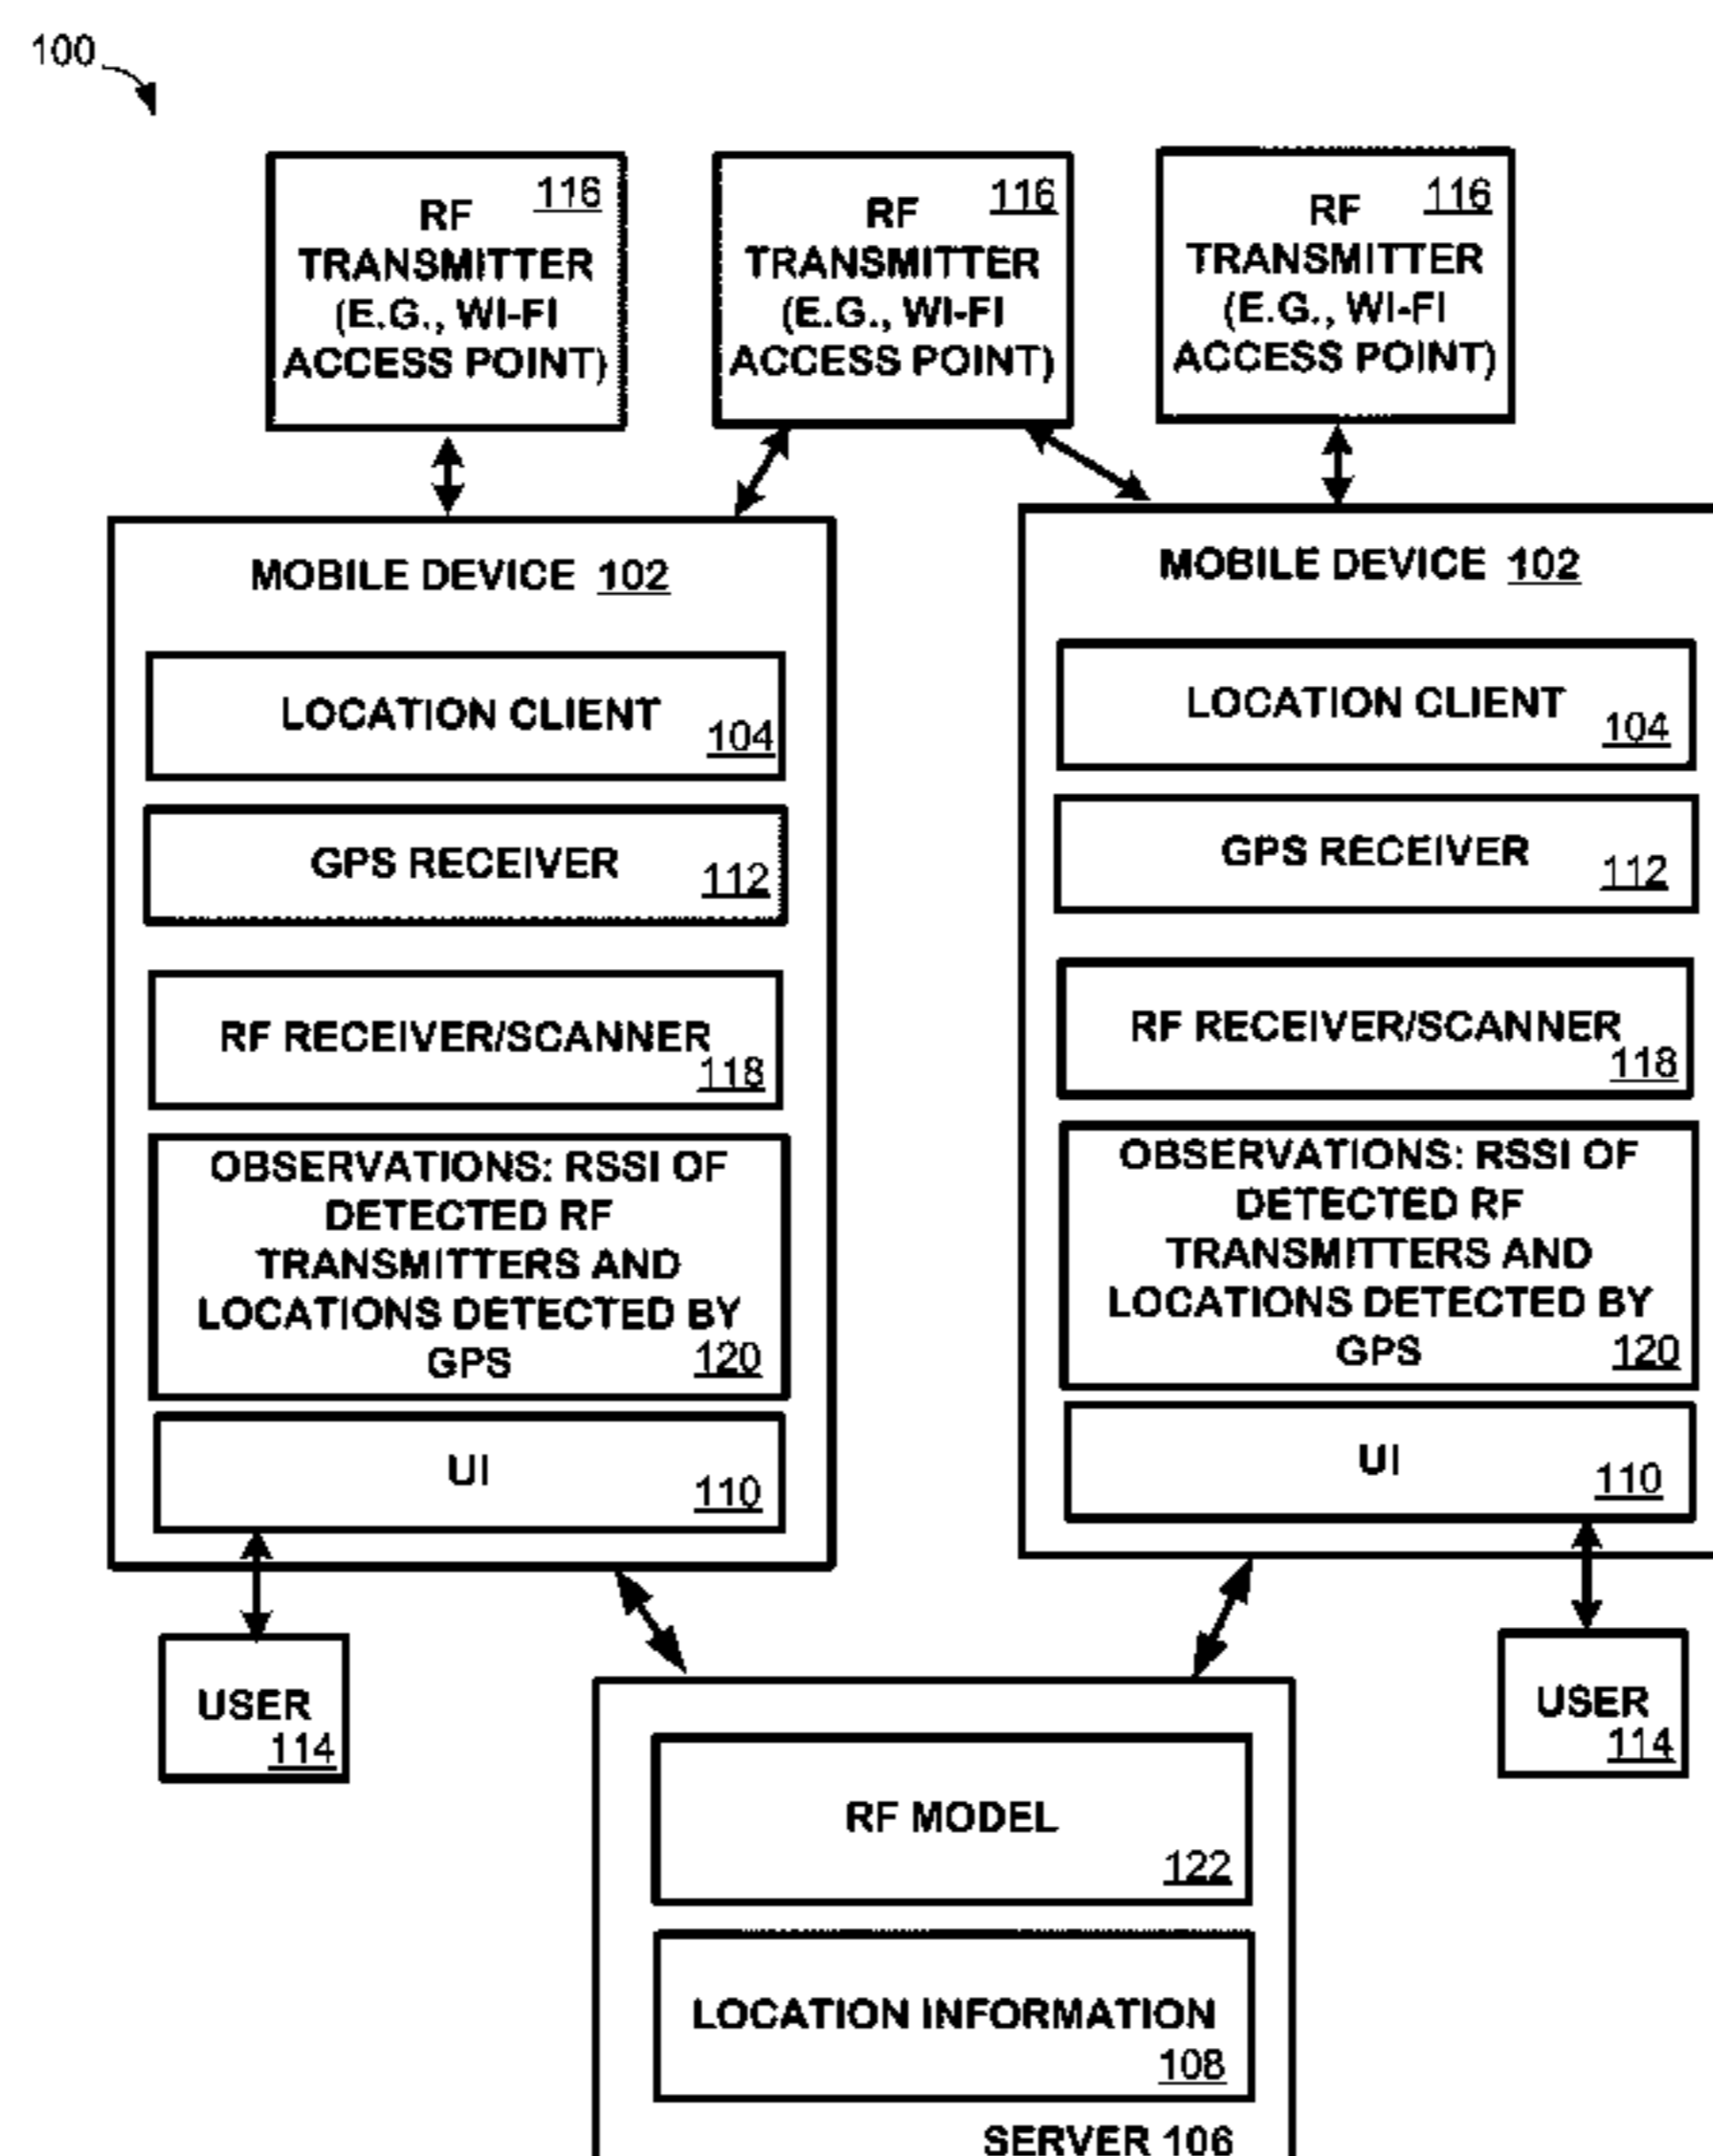 100
116
RF
TRANSMITTER
(E.G., WI-FI
ACCESS POINT)
116
RF
TRANSMITTER
(E.G., WI-FI
ACCESS POINT)
116
RF
TRANSMITTER
(E.G., WI-FI
ACCESS POINT)
MOBILE DEVICE 102
LOCATION CLIENT
104
GPS RECEIVER
112
RF RECEIVER/SCANNER
118
OBSERVATIONS: RSSI OF
DETECTED RF
TRANSMITTERS AND
LOCATIONS DETECTED BY
GPS 120
UI
110
USER
114
MOBILE DEVICE 102
LOCATION CLIENT
104
GPS RECEIVER
112
RF RECEIVER/SCANNER
118
OBSERVATIONS: RSSI OF
DETECTED RF
TRANSMITTERS AND
LOCATIONS DETECTED BY
GPS 120
UI
110
USER
114
RF MODEL
122
LOCATION INFORMATION
108
SERVER 106